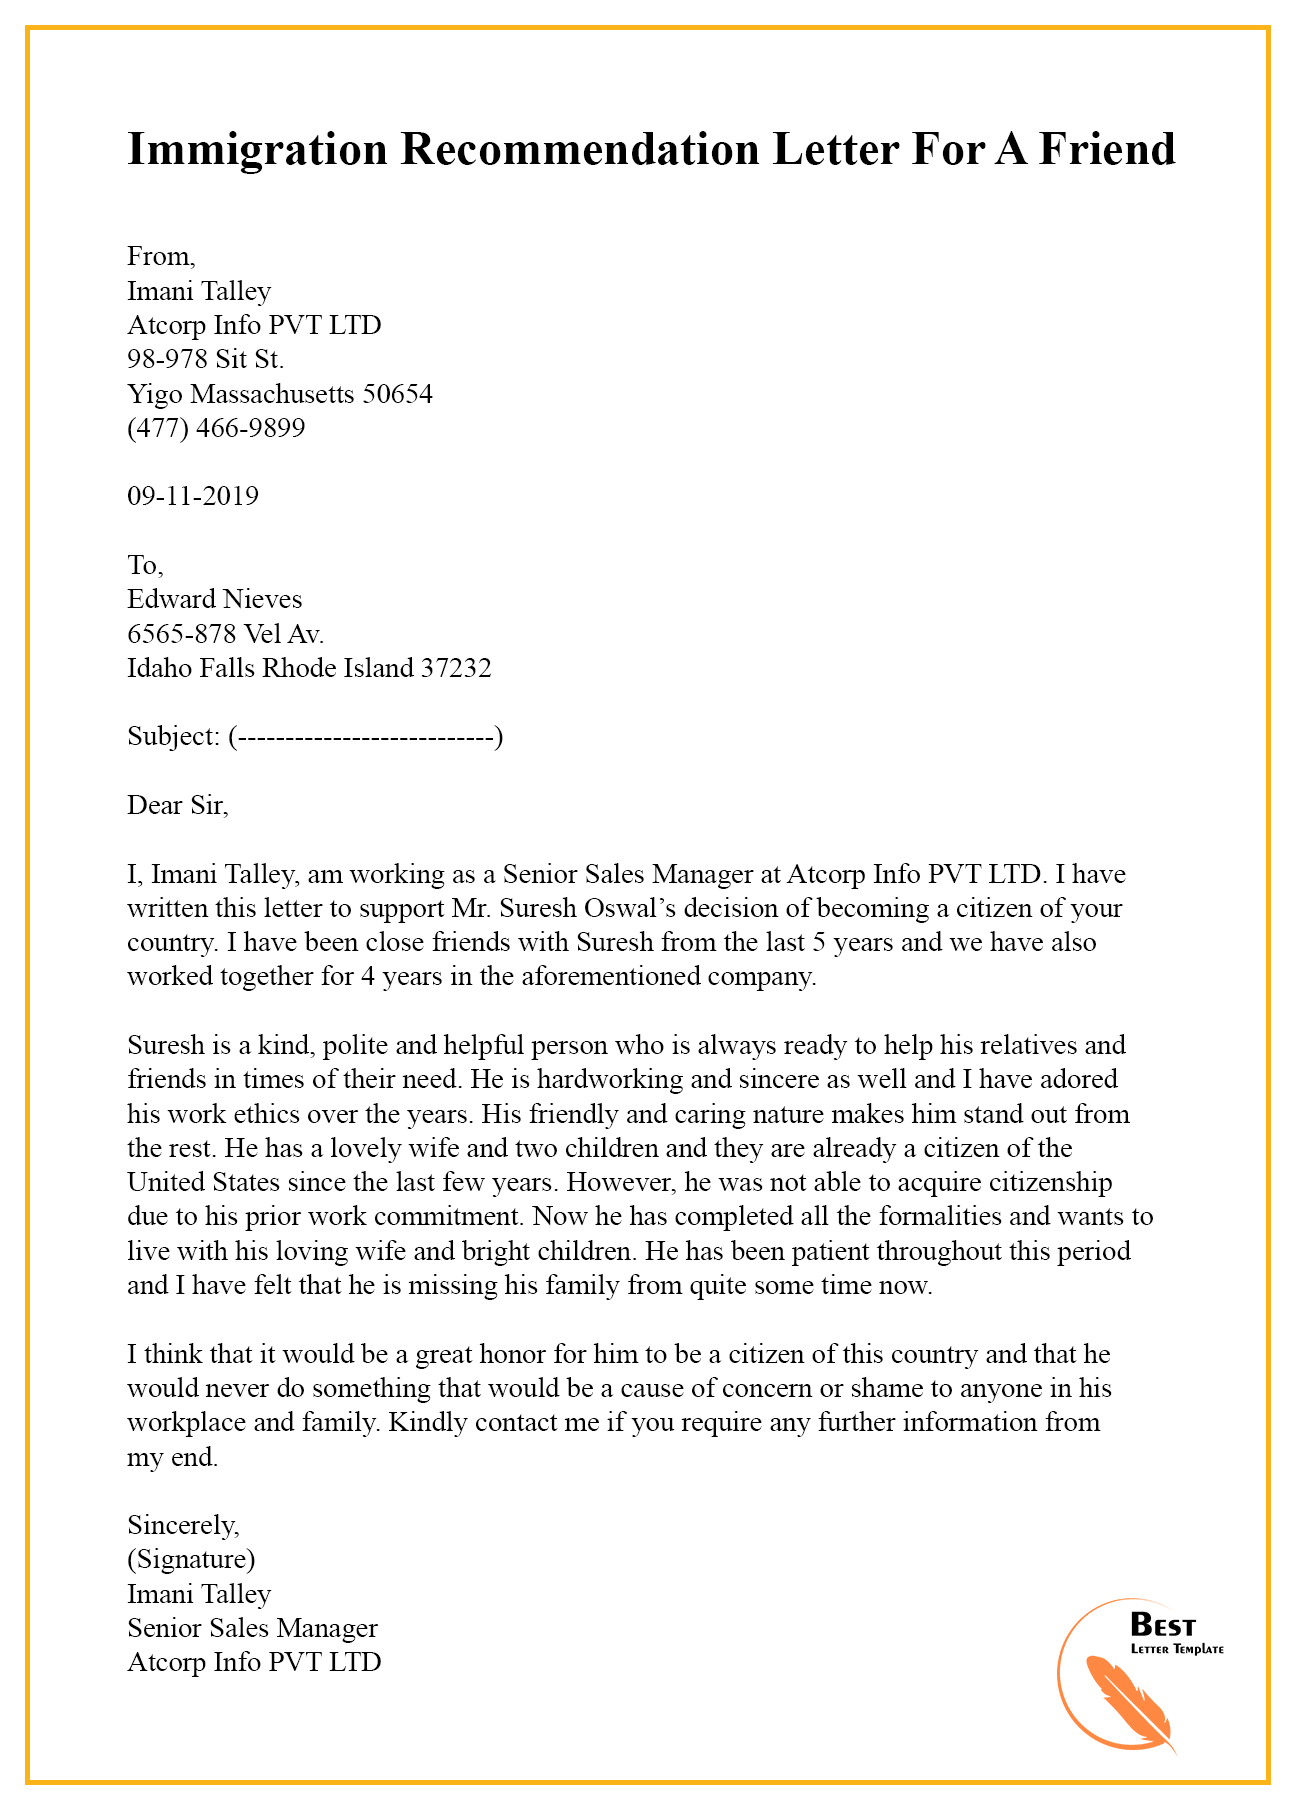 Immigration Recommendation Letter For A Friend
From,
Imani Talley
Atcorp Info PVT LTD
98-978 Sit St.
Yigo Massachusetts 50654
(477) 466-9899
09-11-2019
To,
Edward Nieves
6565-878 Vel Av.
Idaho Falls Rhode Island 37232
Subject: (---------------------------)
Dear Sir,
I, Imani Talley, am working as a Senior Sales Manager at Atcorp Info PVT LTD. I have
written this letter to support Mr. Suresh Oswal’s decision of becoming a citizen of your
country. I have been close friends with Suresh from the last 5 years and we have also
worked together for 4 years in the aforementioned company.
Suresh is a kind, polite and helpful person who is always ready to help his relatives and
friends in times of their need. He is hardworking and sincere as well and I have adored
his work ethics over the years. His friendly and caring nature makes him stand out from
the rest. He has a lovely wife and two children and they are already a citizen of the
United States since the last few years. However, he was not able to acquire citizenship
due to his prior work commitment. Now he has completed all the formalities and wants to
live with his loving wife and bright children. He has been patient throughout this period
and I have felt that he is missing his family from quite some time now.
I think that it would be a great honor for him to be a citizen of this country and that he
would never do something that would be a cause of concern or shame to anyone in his
workplace and family. Kindly contact me if you require any further information from
my end.
Sincerely,
(Signature)
Imani Talley
Senior Sales Manager
Atcorp Info PVT LTD
BEST
LETTER TEMPLATE